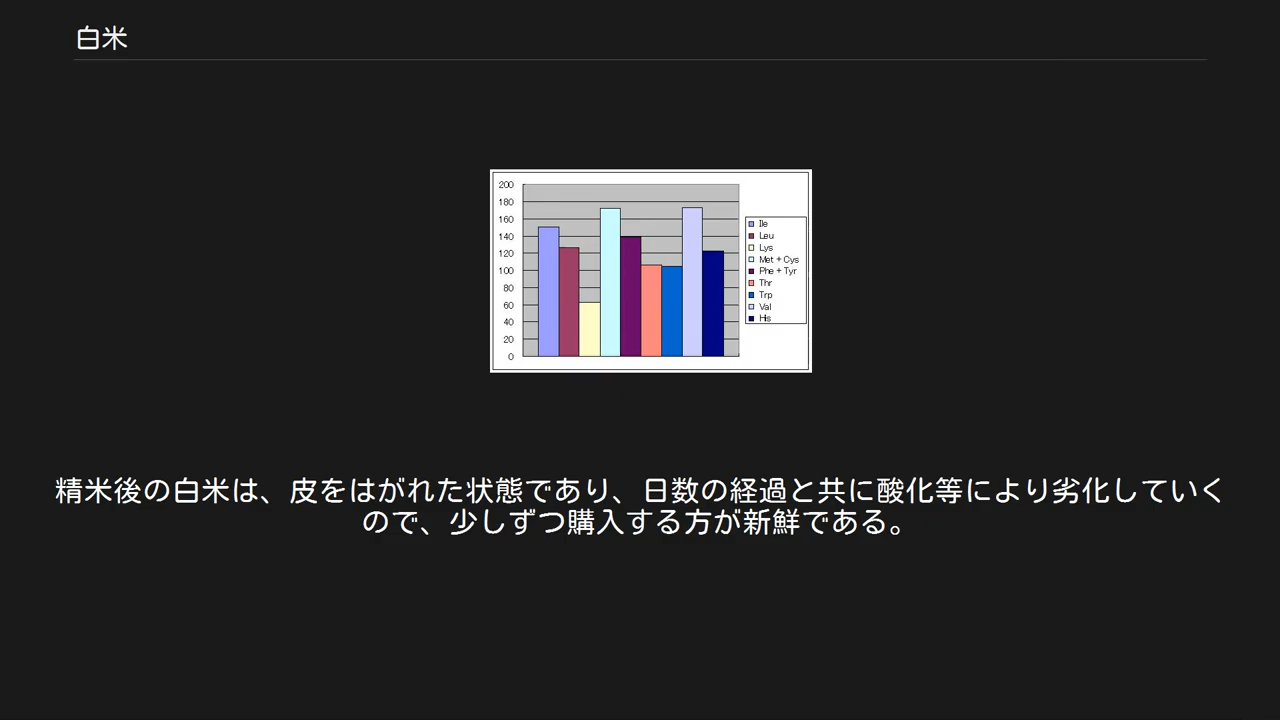 白米
200
180
160
140
120
100
80
60
40
20
0
Ile
Leu
Lys
Met + Cys
Phe + Tyr
Thr
Trp
Val
His
精米後の白米は、皮をはがれた状態であり、日数の経過と共に酸化等により劣化していく
ので、少しずつ購入する方が新鮮である。